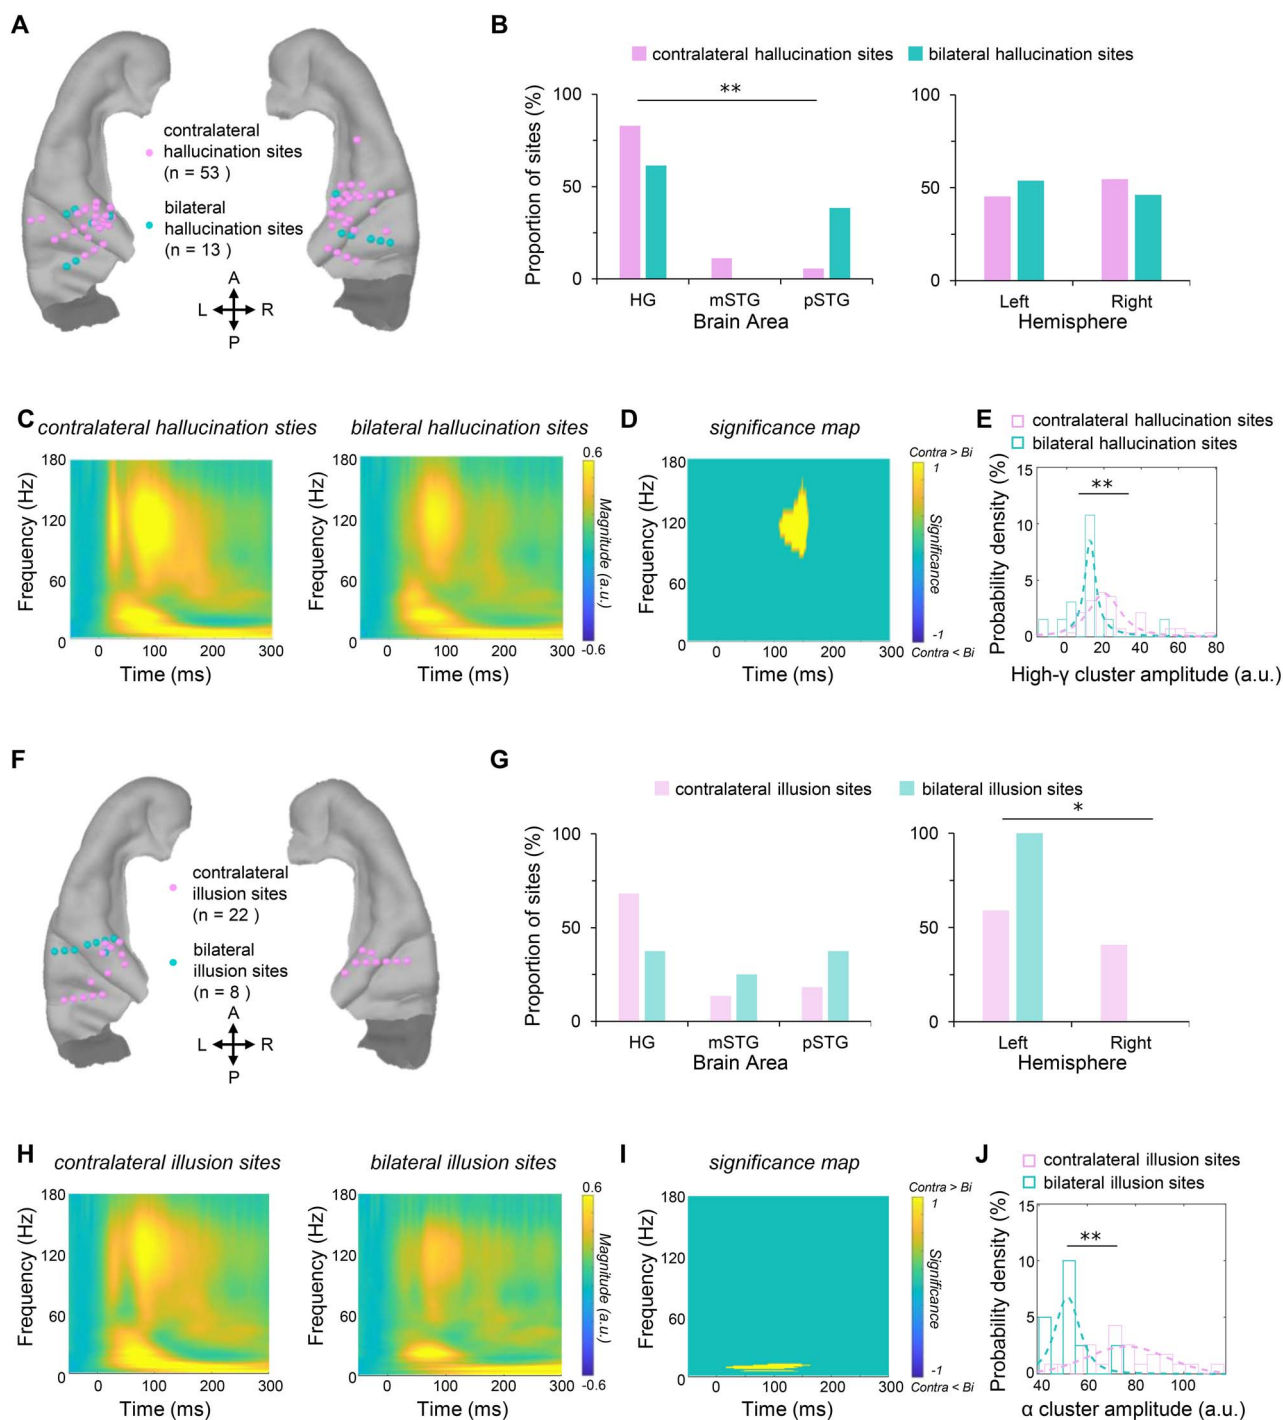 A
contralateral
hallucination sites
(n = 53 )
bilateral
hallucination sites
(n = 13 )
A
L R
P
B
contralateral hallucination sites bilateral hallucination sites
Proportion of sites (%)
100
50
0
HG mSTG pSTG
Brain Area
**
100
50
0
Left Right
Hemisphere
C
contralateral hallucination sties
Frequency (Hz)
180
120
60
0
0 100 200 300
Time (ms)
bilateral hallucination sites
180
120
60
0
0 100 200 300
Time (ms)
0.6
Magnitude (a.u.)
-0.6
D
significance map
Frequency (Hz)
180
120
60
0
0 100 200 300
Time (ms)
Contra > Bi
1
Significance
-1
Contra < Bi
E
contralateral hallucination sites
bilateral hallucination sites
Probability density (%)
15
10
5
0
**
0 20 40 60 80
High-γ cluster amplitude (a.u.)
F
contralateral
illusion sites
(n = 22 )
bilateral
illusion sites
(n = 8 )
A
L R
P
G
contralateral illusion sites bilateral illusion sites
Proportion of sites (%)
100
50
0
HG mSTG pSTG
Brain Area
*
100
50
0
Left Right
Hemisphere
H
contralateral illusion sites
Frequency (Hz)
180
120
60
0
0 100 200 300
Time (ms)
bilateral illusion sites
180
120
60
0
0 100 200 300
Time (ms)
0.6
Magnitude (a.u.)
-0.6
I
significance map
Frequency (Hz)
180
120
60
0
0 100 200 300
Time (ms)
Contra > Bi
1
Significance
-1
Contra < Bi
J
contralateral illusion sites
bilateral illusion sites
Probability density (%)
15
10
5
0
**
40 60 80 100
α cluster amplitude (a.u.)